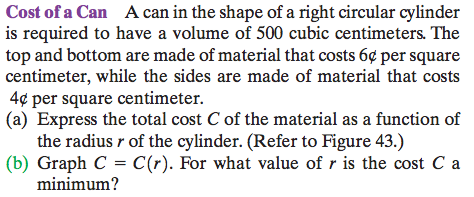 Cost of a Can A can in the shape of a right circular cylinder
is required to have a volume of 500 cubic centimeters. The
top and bottom are made of material that costs 6¢ per square
centimeter, while the sides are made of material that costs
4¢ per square centimeter.
(a) Express the total cost C of the material as a function of
the radius r of the cylinder. (Refer to Figure 43.)
(b) Graph C = C(r). For what value of r is the cost C a
minimum?